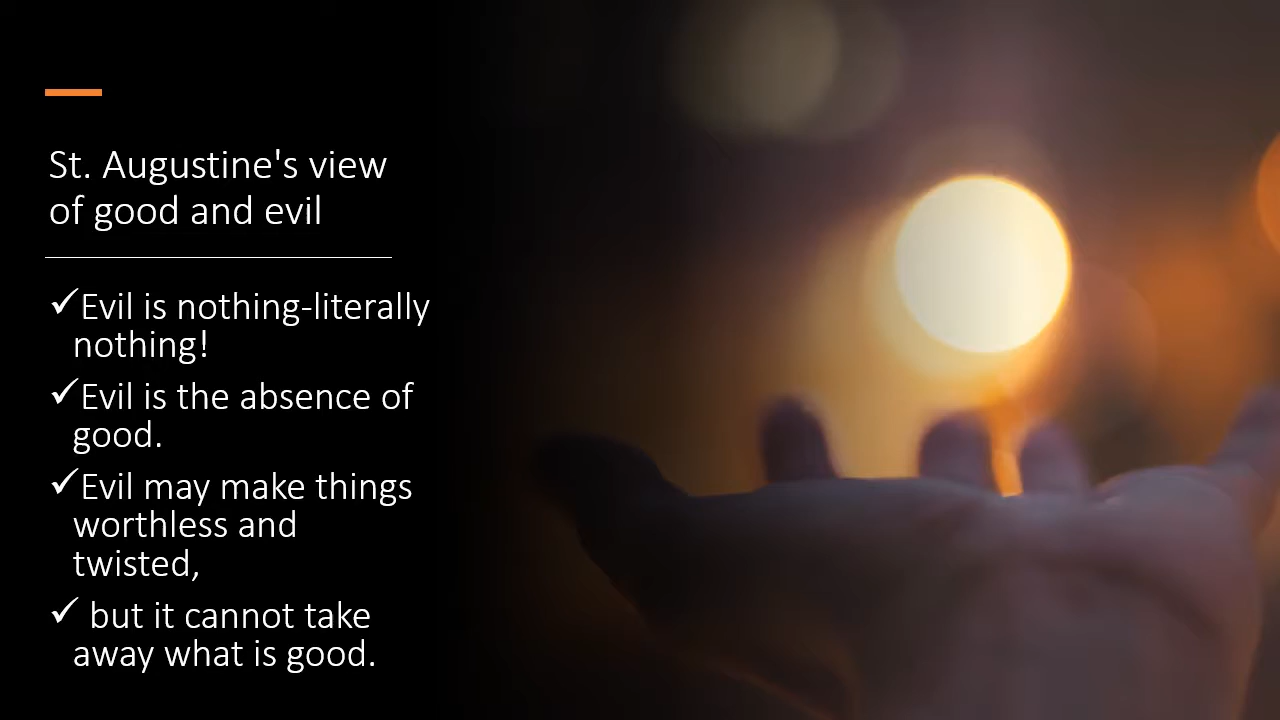 St. Augustine's view
of good and evil
✓Evil is nothing-literally
nothing!
✓Evil is the absence of
good.
✓Evil may make things
worthless and
twisted,
✓ but it cannot take
away what is good.